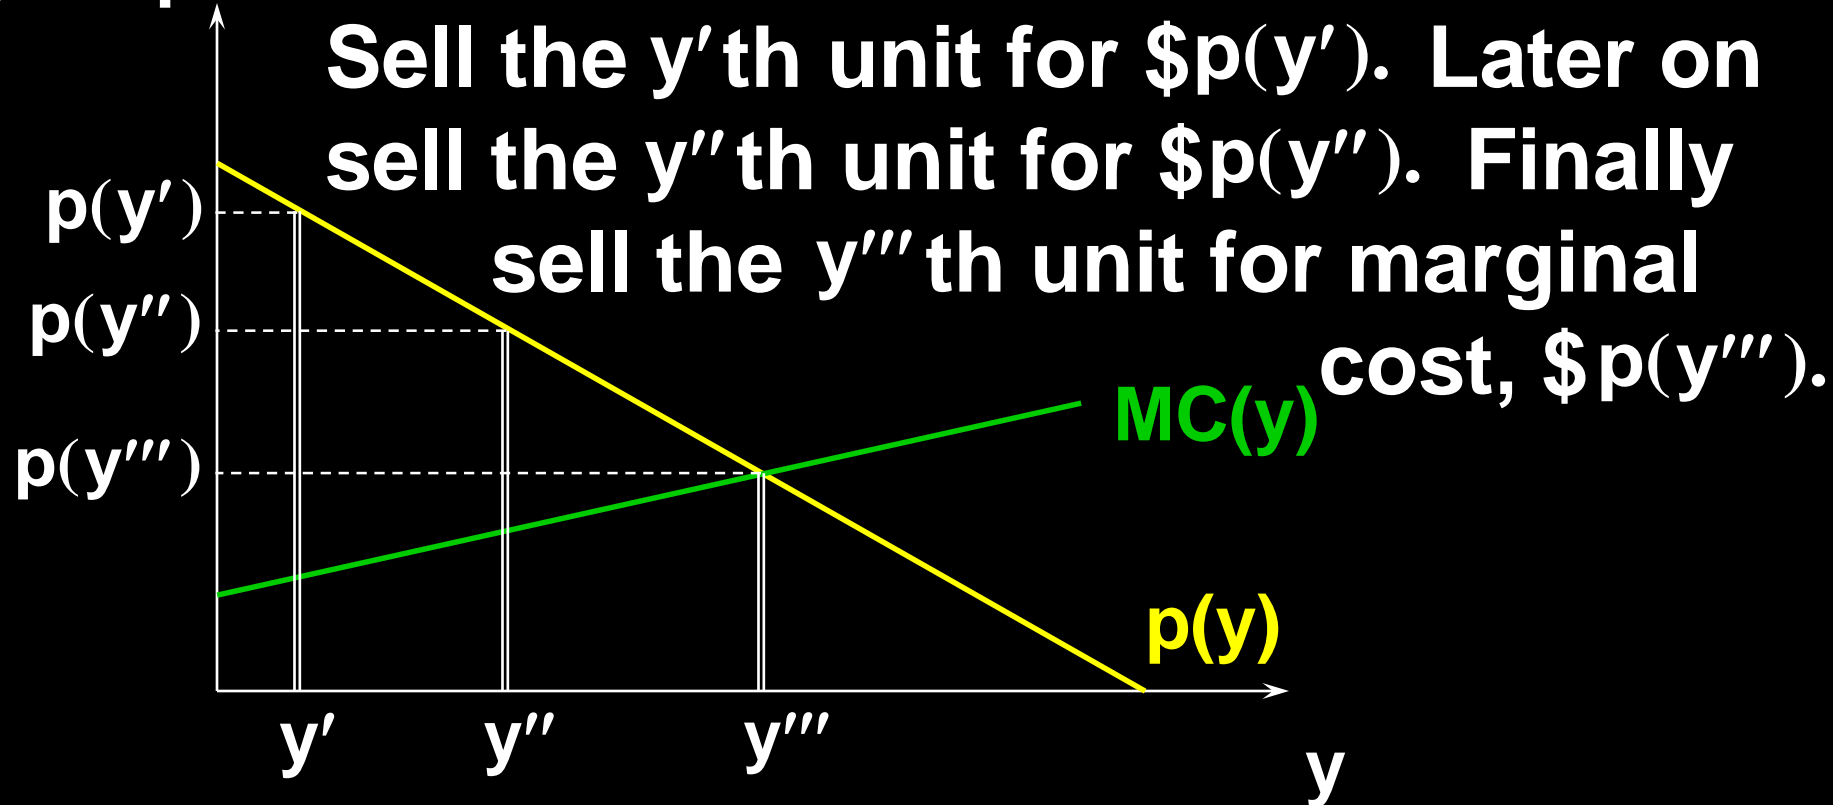 Sell the y′th unit for $p(y′). Later on
sell the y″th unit for $p(y″). Finally
sell the y‴th unit for marginal
cost, $p(y‴).
p(y′)
p(y″)
p(y‴)
MC(y)
p(y)
y′ y″ y‴
y